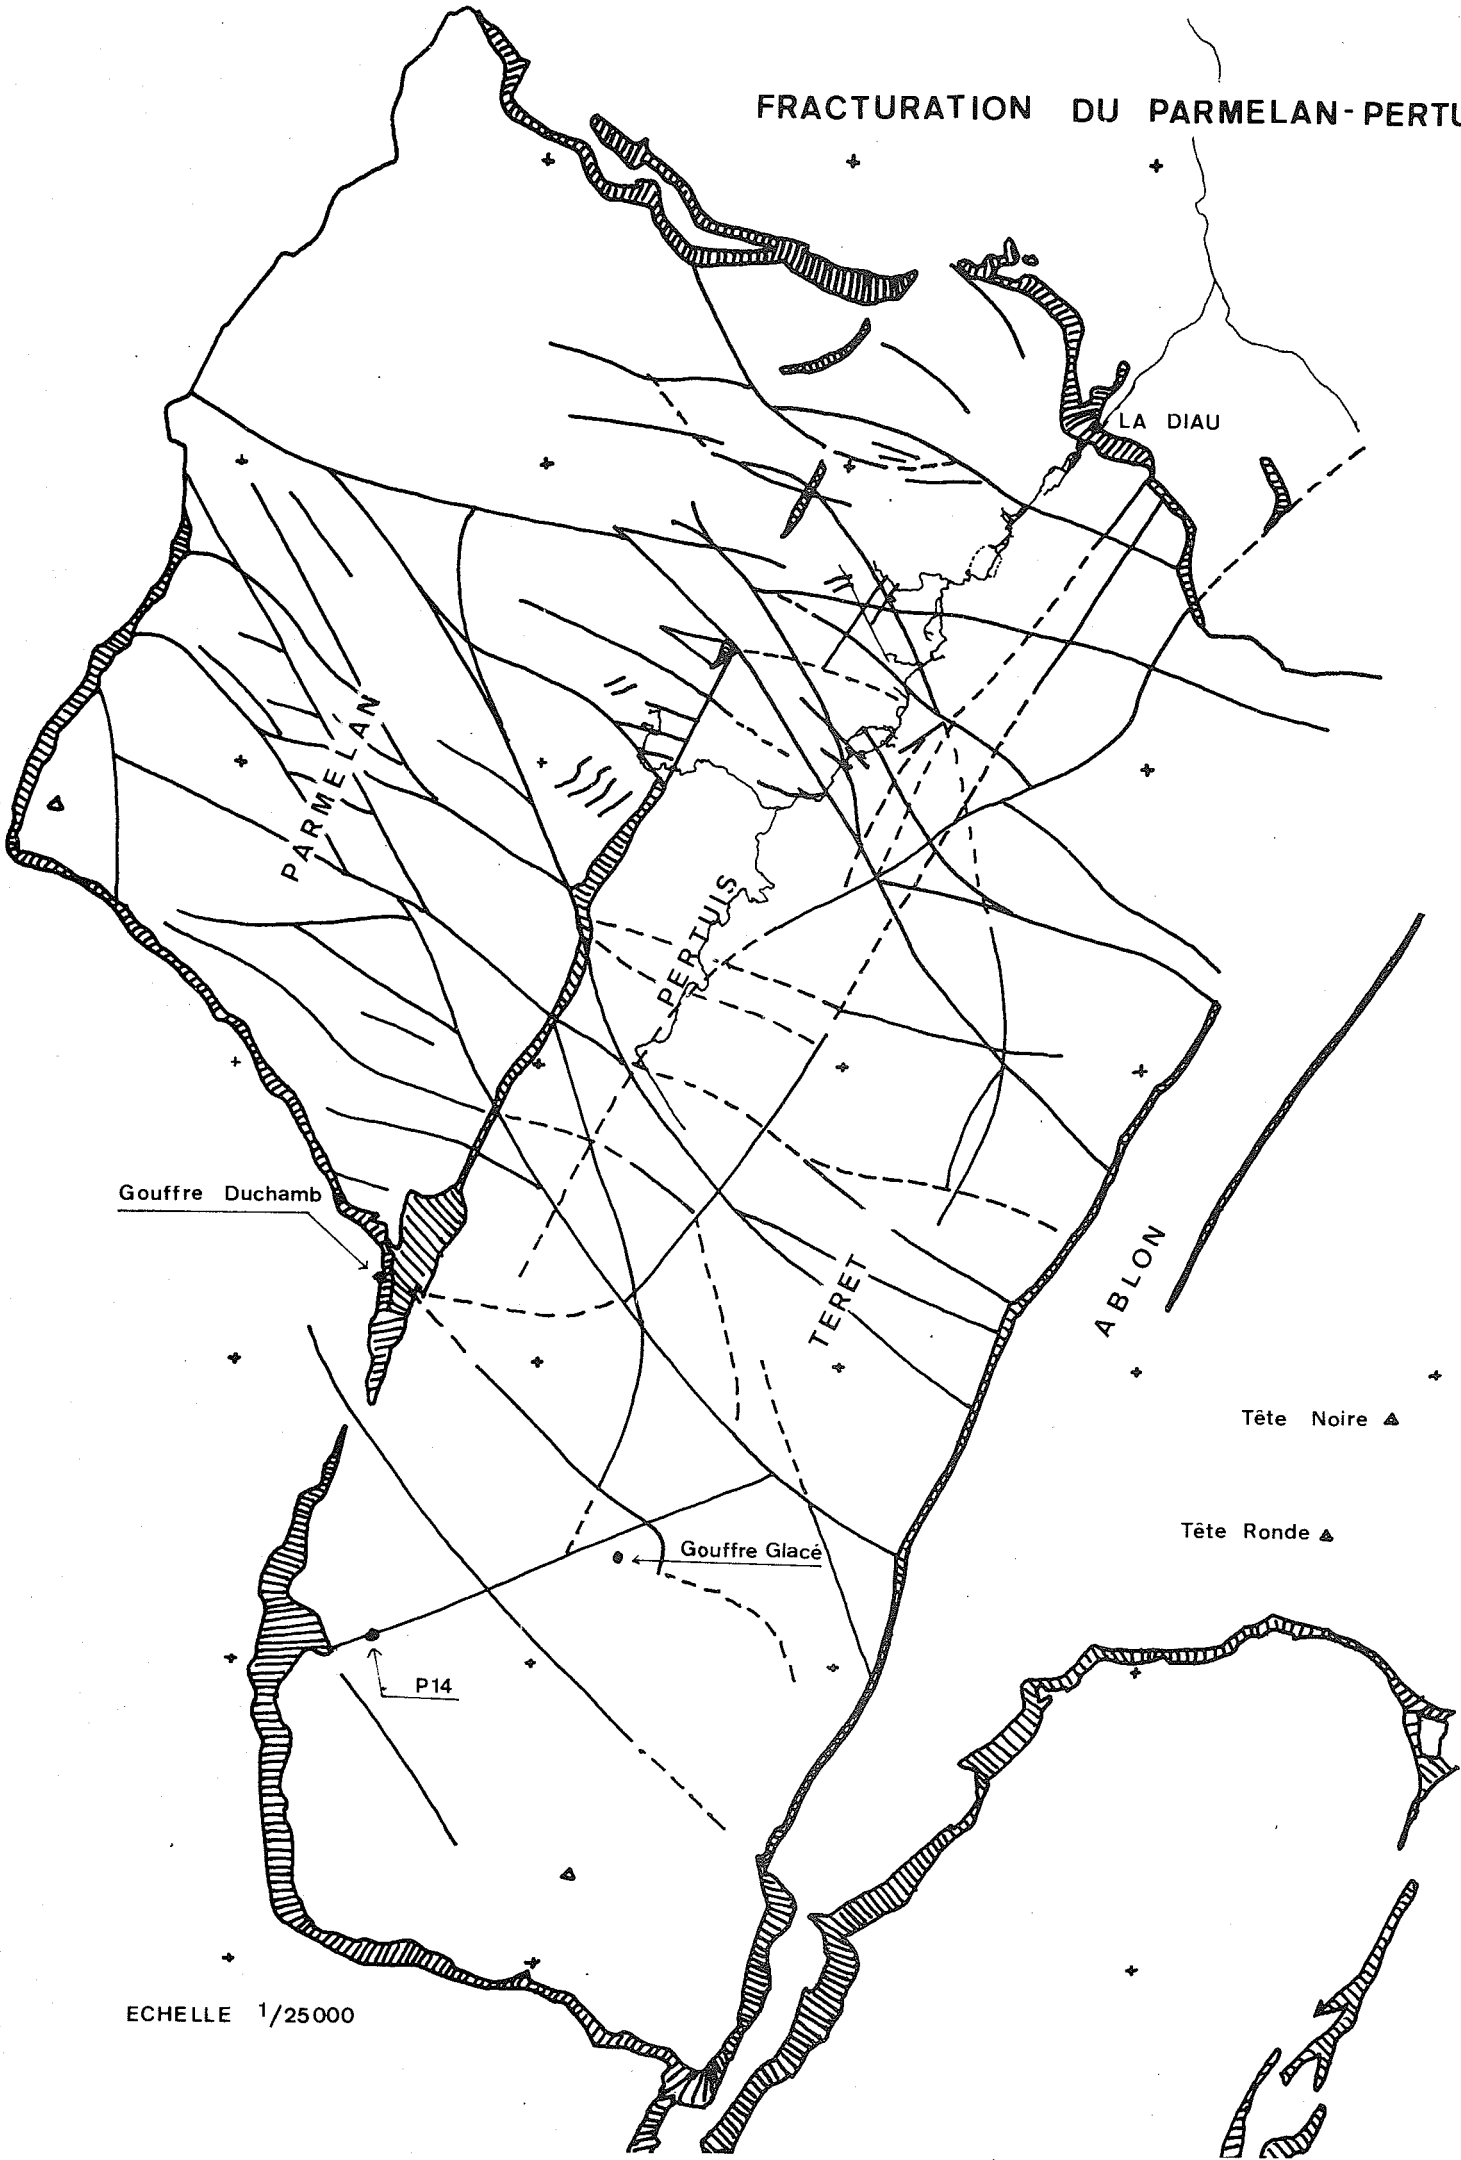 FRACTURATION DU PARMELAN-PERTU
LA DIAU
PARMELAN
PERTUIS
Gouffre Duchamb
TERET
ABLON
Tête Noire
Tête Ronde
Gouffre Glacé
P14
ECHELLE 1/25000